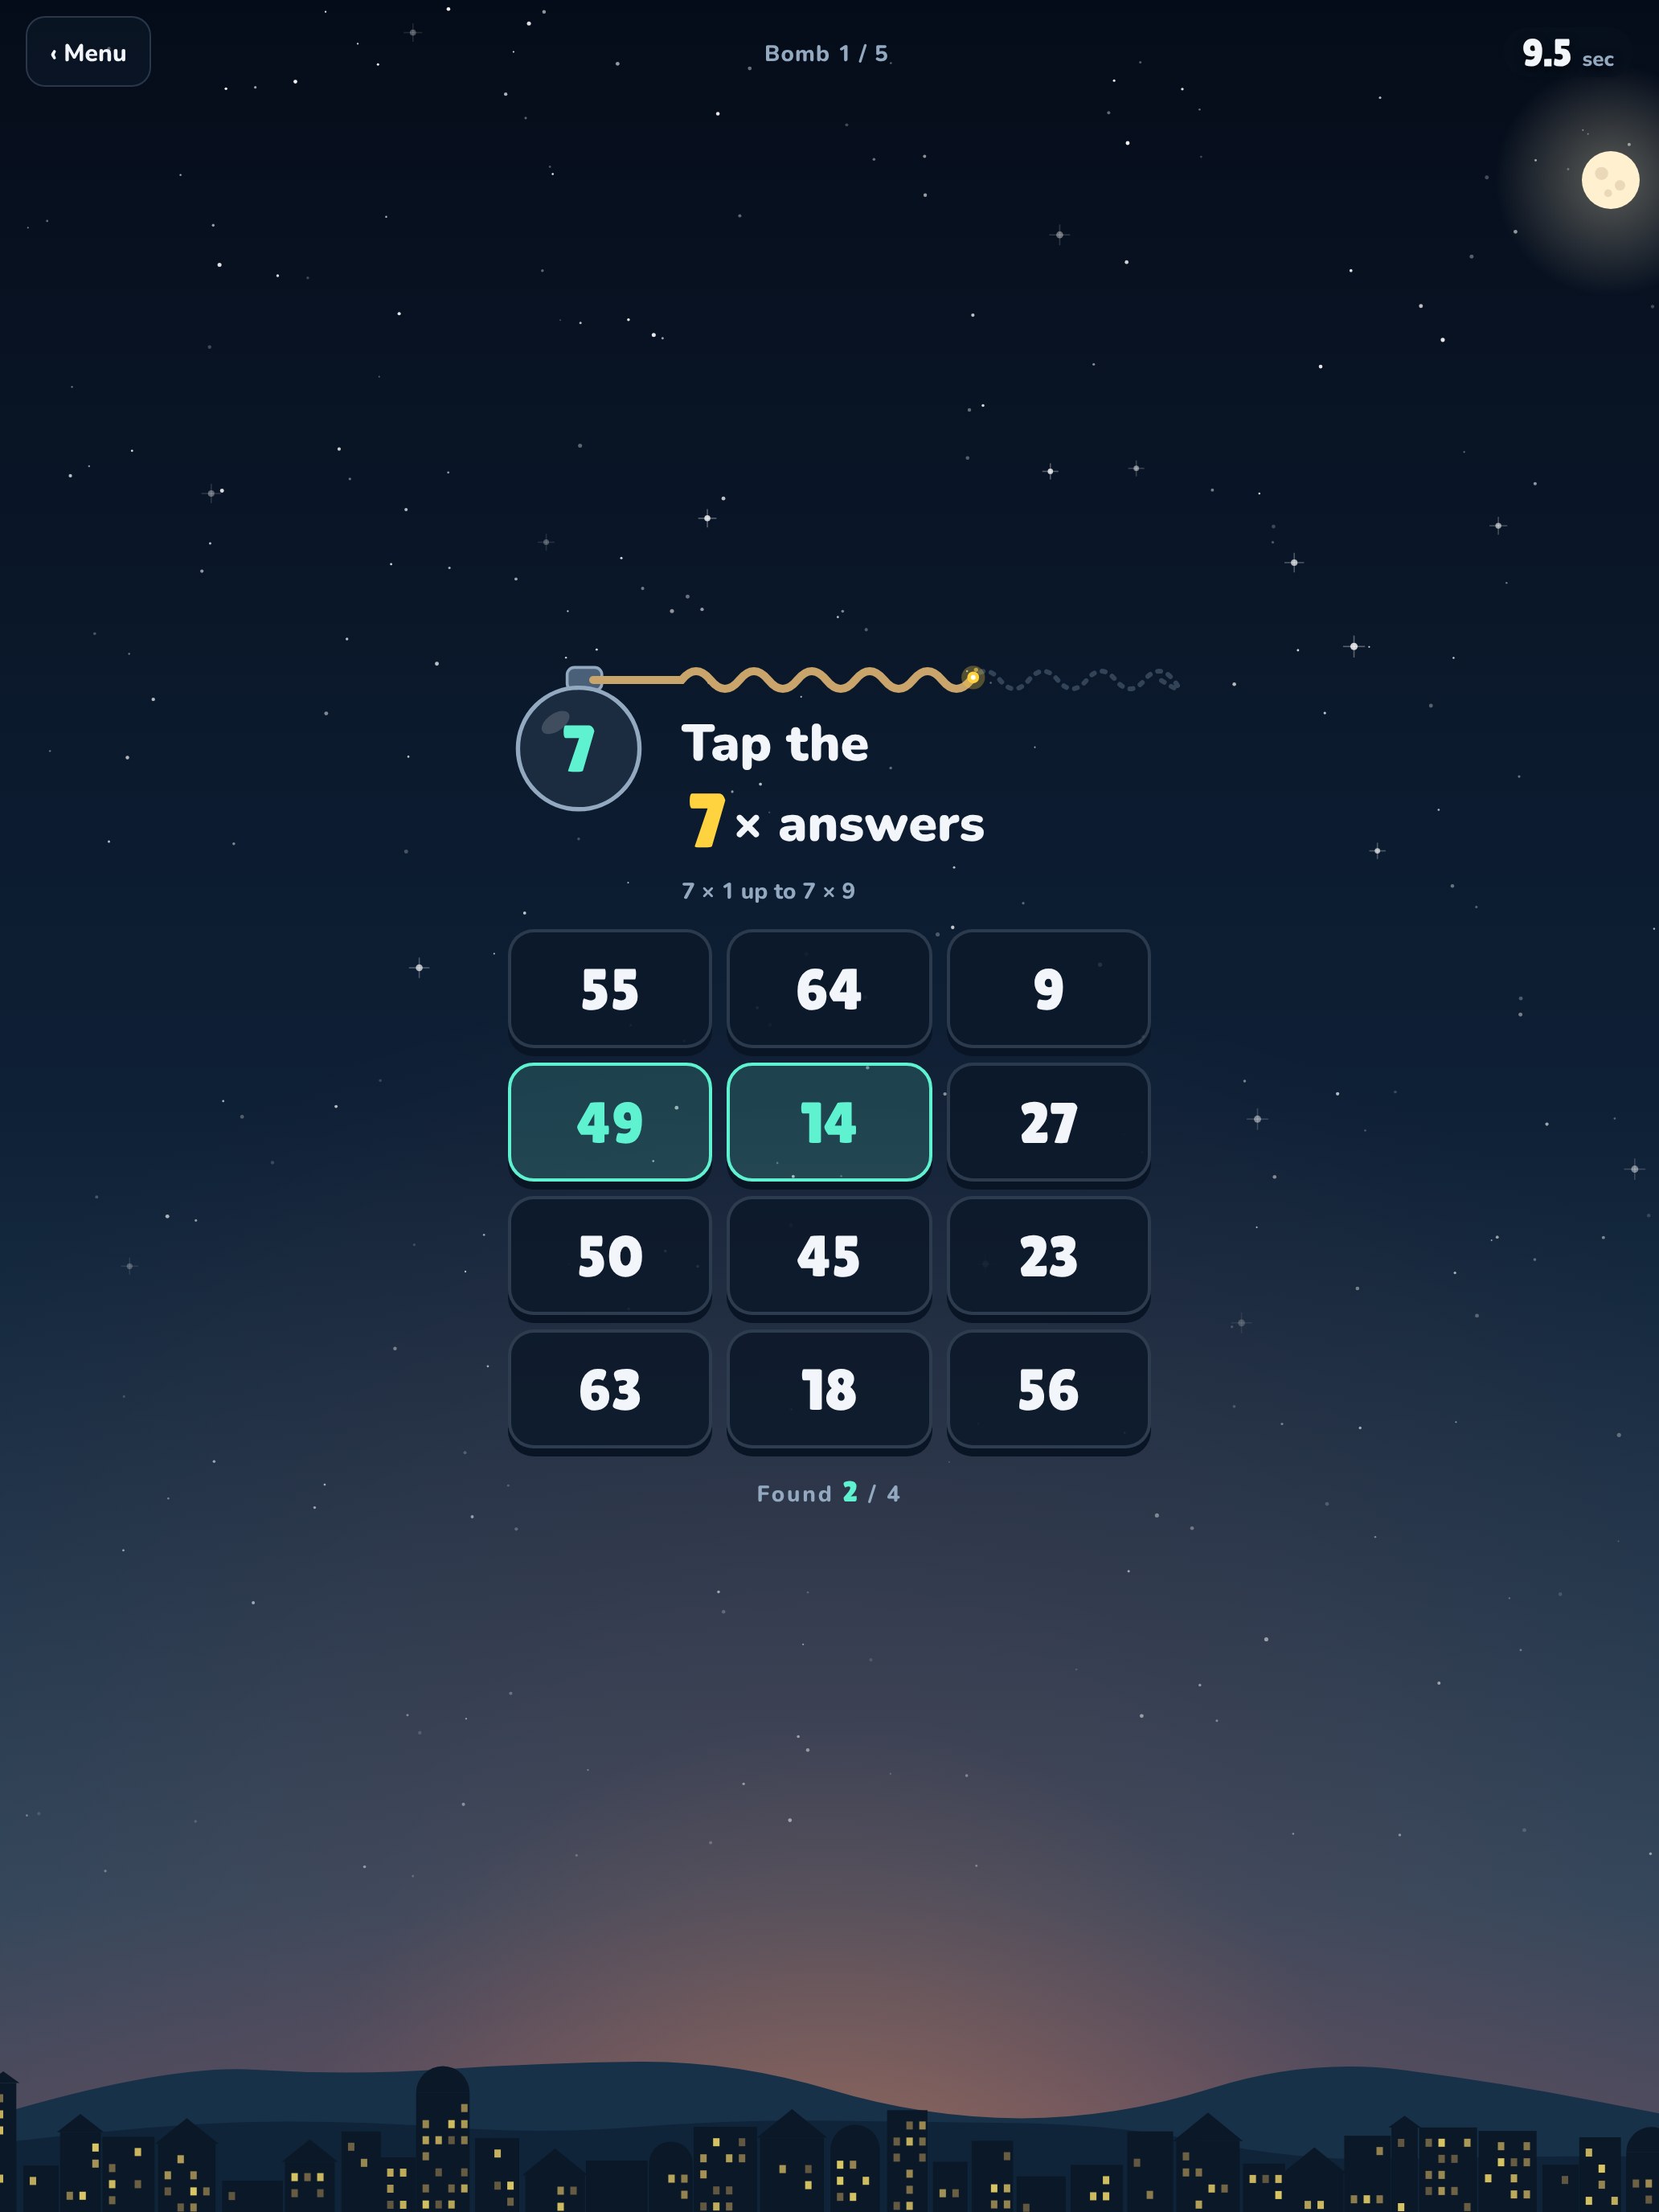 ‹ Menu
Bomb 1 / 5
9.5 sec
7
Tap the
7× answers
7 × 1 up to 7 × 9
55 64 9
49 14 27
50 45 23
63 18 56
Found 2 / 4